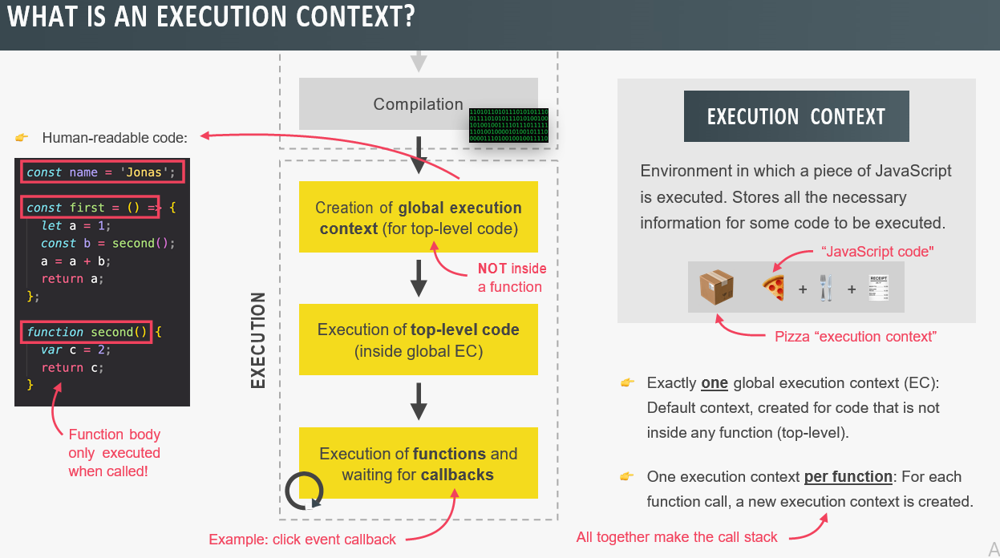 WHAT IS AN EXECUTION CONTEXT?
Compilation
1101011010111010101110
01111010101110101001 00
Human-readable code:
const name = 'Jonas';
const first = () => {
let a = 1;
const b = second();
a = a + b;
return a;
};
function second() {
var c = 2;
return c;
}
Function body
only executed
when called!
EXECUTION
Creation of global execution
context (for top-level code)
NOT inside
a function
Execution of top-level code
(inside global EC)
Execution of functions and
waiting for callbacks
Example: click event callback
EXECUTION CONTEXT
Environment in which a piece of JavaScript
is executed. Stores all the necessary
information for some code to be executed.
“JavaScript code"
+ +
RECEIPT
Pizza “execution context”
Exactly one global execution context (EC):
Default context, created for code that is not
inside any function (top-level).
One execution context per function: For each
function call, a new execution context is created.
All together make the call stack
A